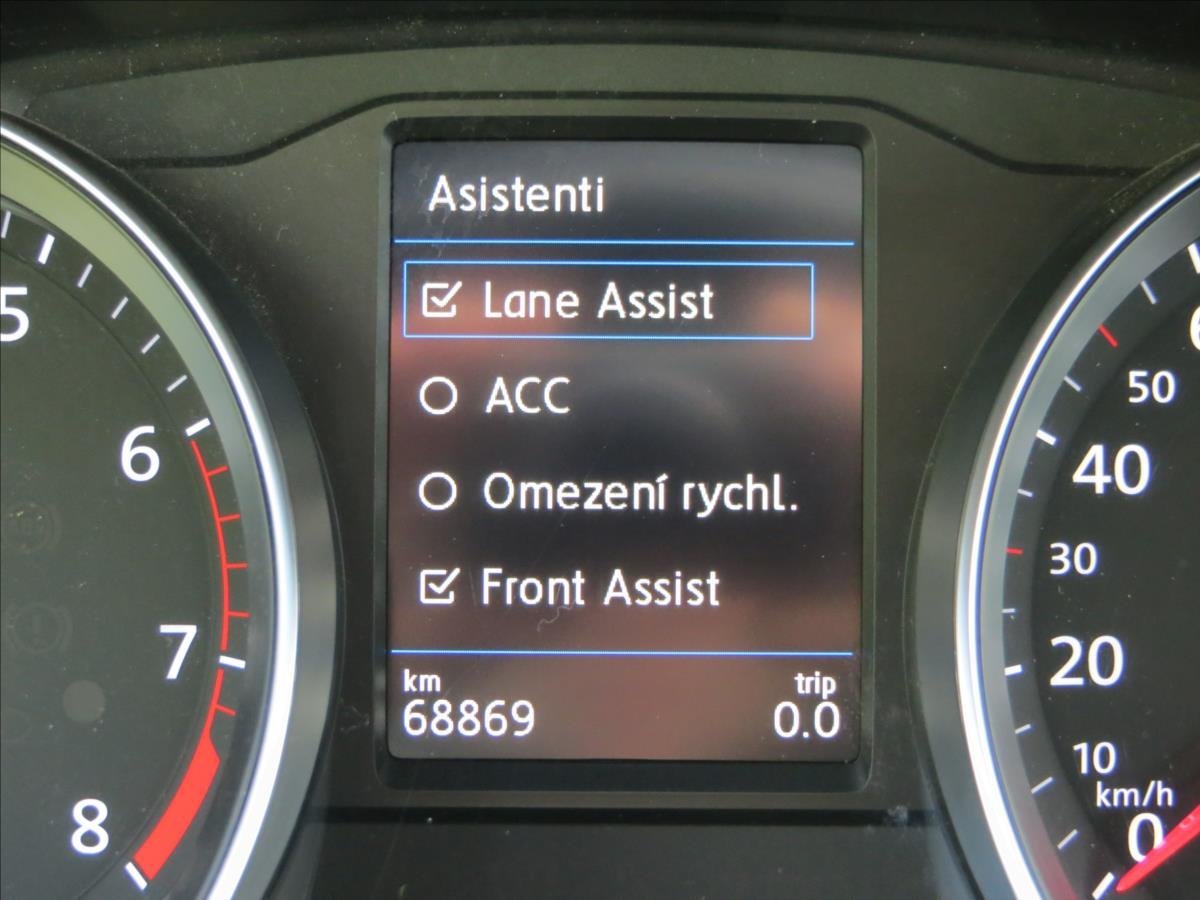 Asistenti
Lane Assist
ACC
Omezení rychl.
Front Assist
km
trip
68869
0.0
5
6
7
8
50
40
30
20
10
km/h
0